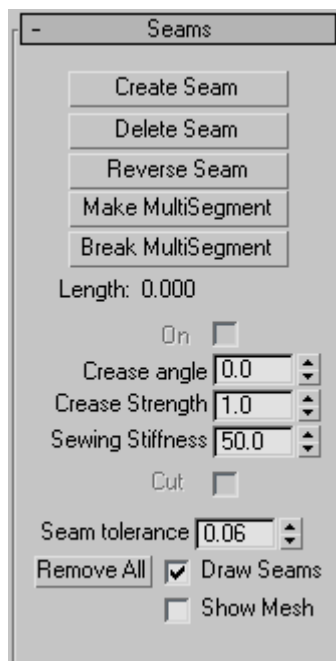 - Seams
Create Seam
Delete Seam
Reverse Seam
Make MultiSegment
Break MultiSegment
Length: 0.000
On
Crease angle 0.0
Crease Strength 1.0
Sewing Stiffness 50.0
Cut
Seam tolerance 0.06
Remove All Draw Seams
Show Mesh